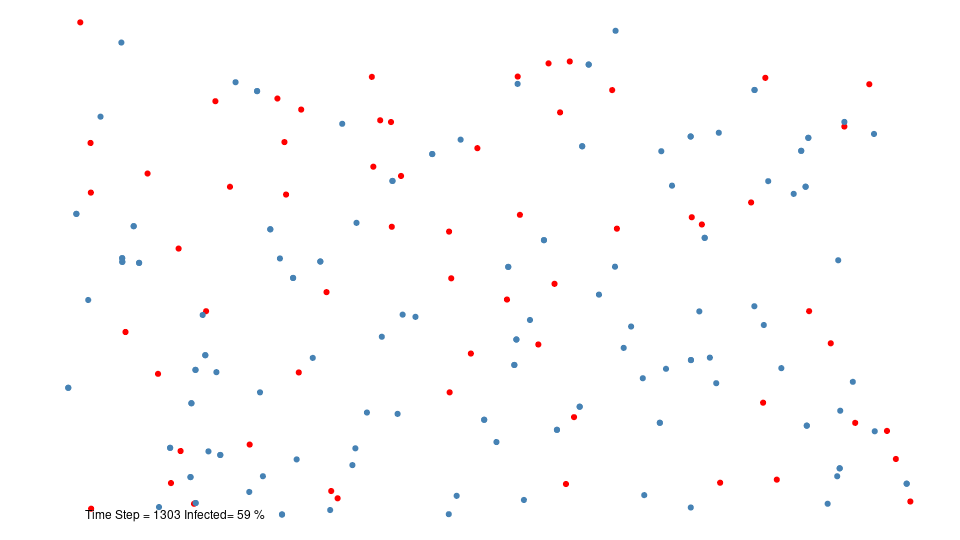 Time Step = 1303 Infected= 59 %